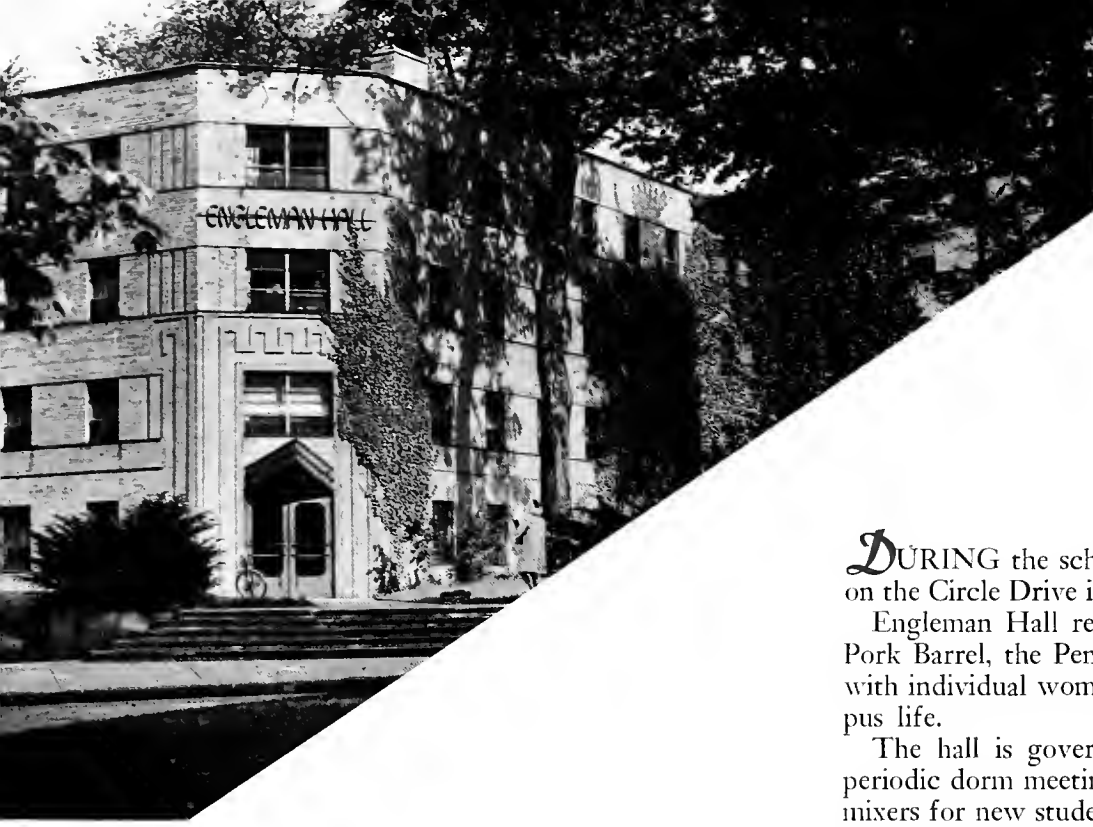 ENGLEMAN HALL
DURING the sch
on the Circle Drive i
Engleman Hall re
Pork Barrel, the Pen
with individual wom
pus life.
The hall is gover
periodic dorm meetin
mixers for new stude